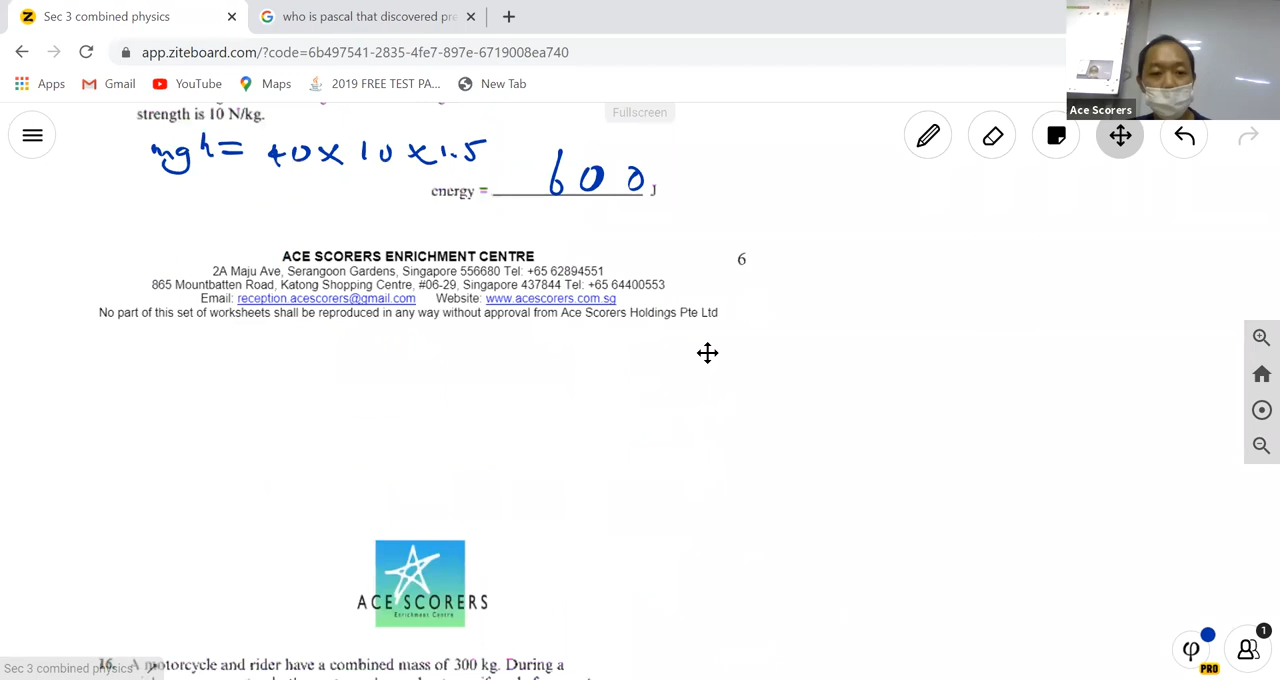 Sec 3 combined physics
who is pascal that discovered pre
app.ziteboard.com/?code=6b497541-2835-4fe7-897e-6719008ea740
Apps
Gmail
YouTube
Maps
2019 FREE TEST PA...
New Tab
Ace Scorers
Fullscreen
strength is 10 N/kg.
mgh = 40 x 10 x 1.5
energy = 600 J
ACE SCORERS ENRICHMENT CENTRE
6
2A Maju Ave, Serangoon Gardens, Singapore 556680 Tel: +65 62894551
865 Mountbatten Road, Katong Shopping Centre, #06-29, Singapore 437844 Tel: +65 64400553
Email: reception.acescorers@gmail.com Website: www.acescorers.com.sg
No part of this set of worksheets shall be reproduced in any way without approval from Ace Scorers Holdings Pte Ltd
ACE SCORERS
Enrichment Centre
16. A motorcycle and rider have a combined mass of 300 kg. During a
Sec 3 combined physics
φ
PRO
1